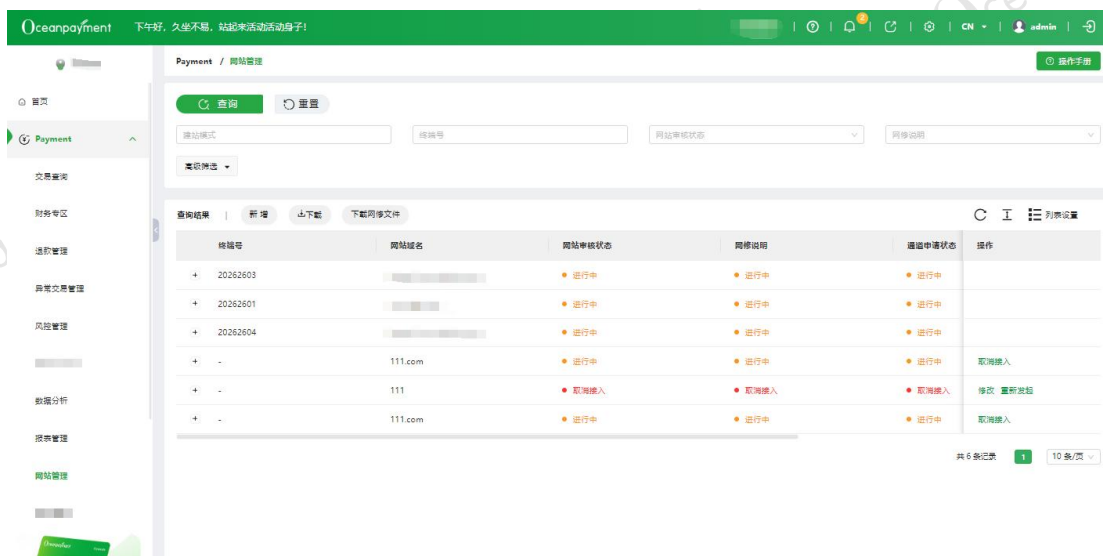 Oceanpayment 下午好，久坐不易，站起来活动活动身子！ 2 CN admin
Payment / 网站管理 操作手册
首页
Payment
交易查询
财务专区
退款管理
异常交易管理
风控管理
数据分析
报表管理
网站管理
查询 重置
建站模式 终端号 网站审核状态 网修说明
高级筛选
查询结果 | 新增 下载 下载网修文件 列表设置
终端号 网站域名 网站审核状态 网修说明 通道申请状态 操作
+ 20262603 进行中 进行中 进行中
+ 20262601 进行中 进行中 进行中
+ 20262604 进行中 进行中 进行中
+ - 111.com 进行中 进行中 进行中 取消接入
+ - 111 取消接入 取消接入 取消接入 修改 重新发起
+ - 111.com 进行中 进行中 进行中 取消接入
共 6 条记录 1 10 条/页